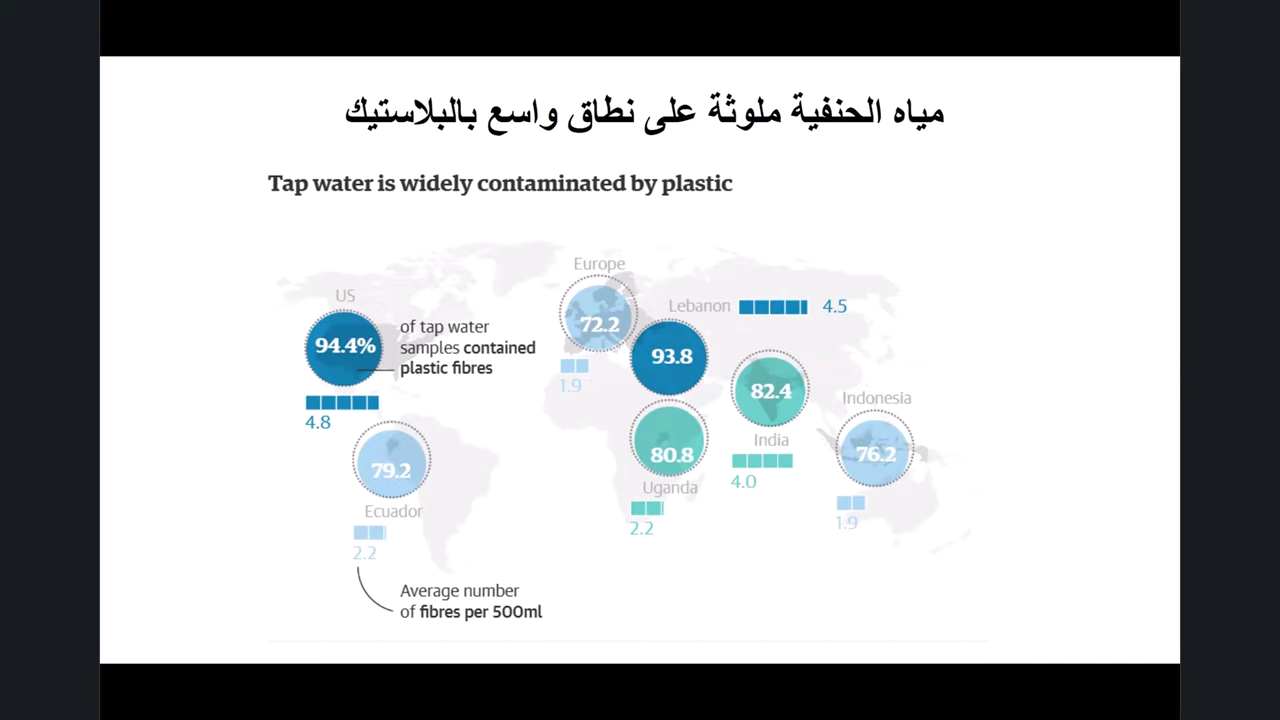 مياه الحنفية ملوثة على نطاق واسع بالبلاستيك
Tap water is widely contaminated by plastic
Europe
72.2
1.9
US
94.4%
of tap water
samples contained
plastic fibres
4.8
Lebanon
4.5
93.8
82.4
India
4.0
Indonesia
76.2
1.9
80.8
Uganda
2.2
79.2
Ecuador
2.2
Average number
of fibres per 500ml